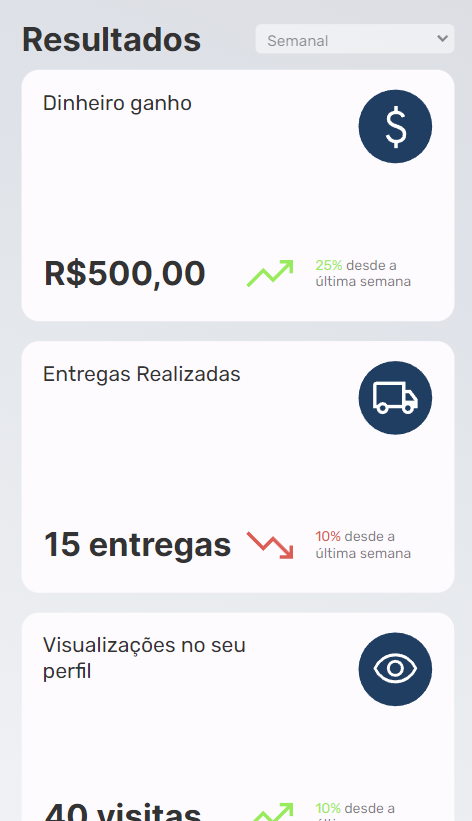 Resultados
Semanal
Dinheiro ganho
$
R$500,00
25% desde a
última semana
Entregas Realizadas
15 entregas
10% desde a
última semana
Visualizações no seu
perfil
40 visitas
10% desde a